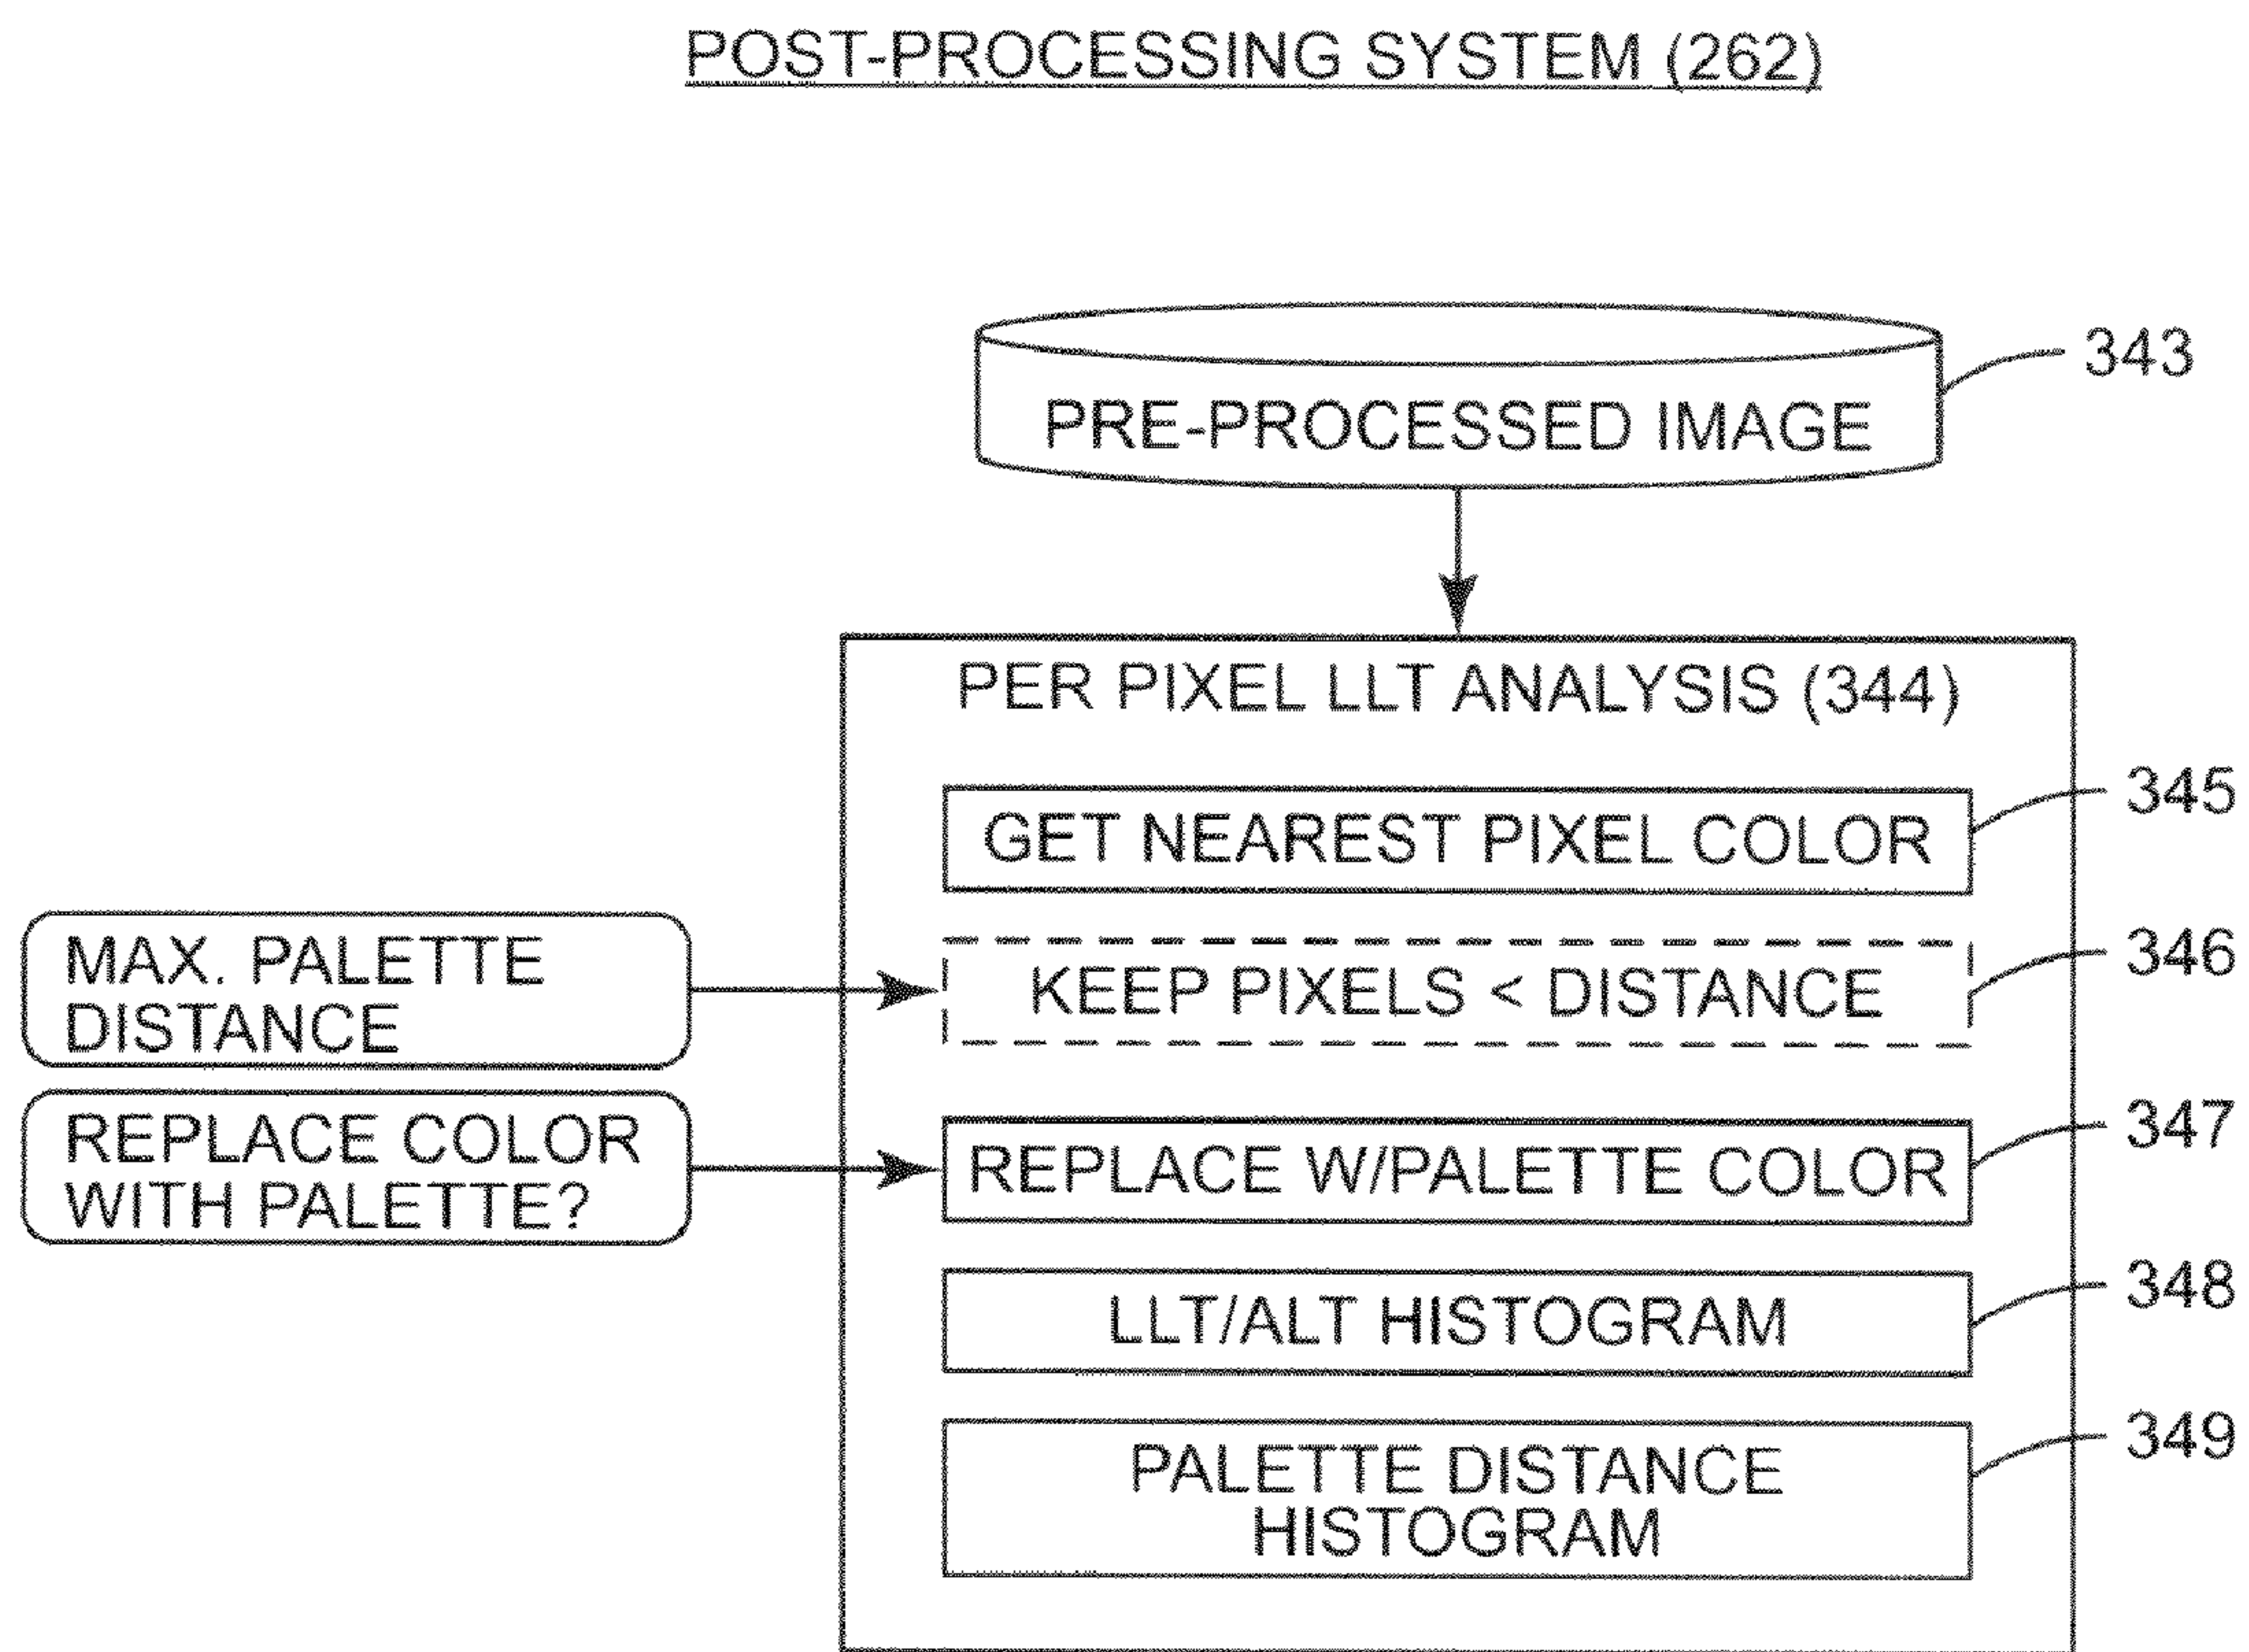 POST-PROCESSING SYSTEM (262)
343
PRE-PROCESSED IMAGE
PER PIXEL LLT ANALYSIS (344)
345
GET NEAREST PIXEL COLOR
MAX. PALETTE
DISTANCE
346
KEEP PIXELS < DISTANCE
REPLACE COLOR
WITH PALETTE?
347
REPLACE W/PALETTE COLOR
348
LLT/ALT HISTOGRAM
349
PALETTE DISTANCE
HISTOGRAM